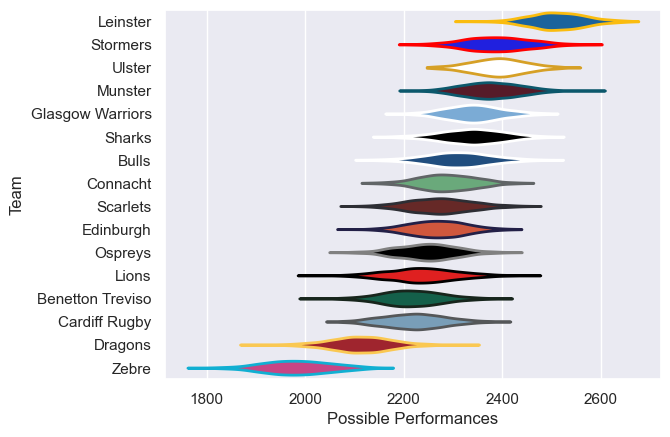 Leinster
Stormers
Ulster
Munster
Glasgow Warriors
Sharks
Bulls
Connacht
Scarlets
Edinburgh
Ospreys
Lions
Benetton Treviso
Cardiff Rugby
Dragons
Zebre
Team
1800 2000 2200 2400 2600
Possible Performances